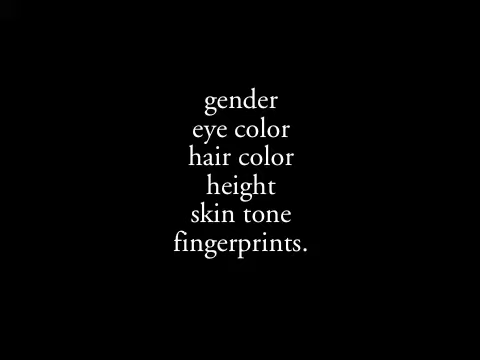 gender
eye color
hair color
height
skin tone
fingerprints.